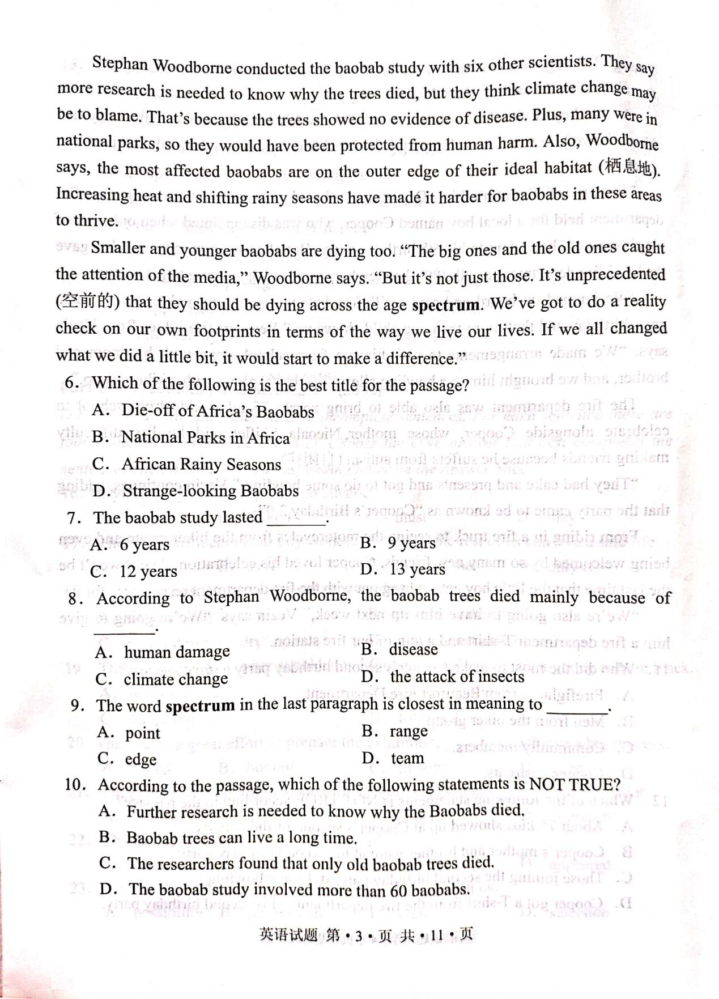 Stephan Woodborne conducted the baobab study with six other scientists. They say
more research is needed to know why the trees died, but they think climate change may
be to blame. That's because the trees showed no evidence of disease. Plus, many were in
national parks, so they would have been protected from human harm. Also, Woodborne
says, the most affected baobabs are on the outer edge of their ideal habitat (栖息地).
Increasing heat and shifting rainy seasons have made it harder for baobabs in these areas
to thrive.
Smaller and younger baobabs are dying too. “The big ones and the old ones caught
the attention of the media,” Woodborne says. “But it's not just those. It's unprecedented
(空前的) that they should be dying across the age spectrum. We've got to do a reality
check on our own footprints in terms of the way we live our lives. If we all changed
what we did a little bit, it would start to make a difference.”
6. Which of the following is the best title for the passage?
A. Die-off of Africa's Baobabs
B. National Parks in Africa
C. African Rainy Seasons
D. Strange-looking Baobabs
7. The baobab study lasted ______.
A. 6 years B. 9 years
C. 12 years D. 13 years
8. According to Stephan Woodborne, the baobab trees died mainly because of
______.
A. human damage B. disease
C. climate change D. the attack of insects
9. The word spectrum in the last paragraph is closest in meaning to ______.
A. point B. range
C. edge D. team
10. According to the passage, which of the following statements is NOT TRUE?
A. Further research is needed to know why the Baobabs died.
B. Baobab trees can live a long time.
C. The researchers found that only old baobab trees died.
D. The baobab study involved more than 60 baobabs.
英语试题 第·3·页 共·11·页